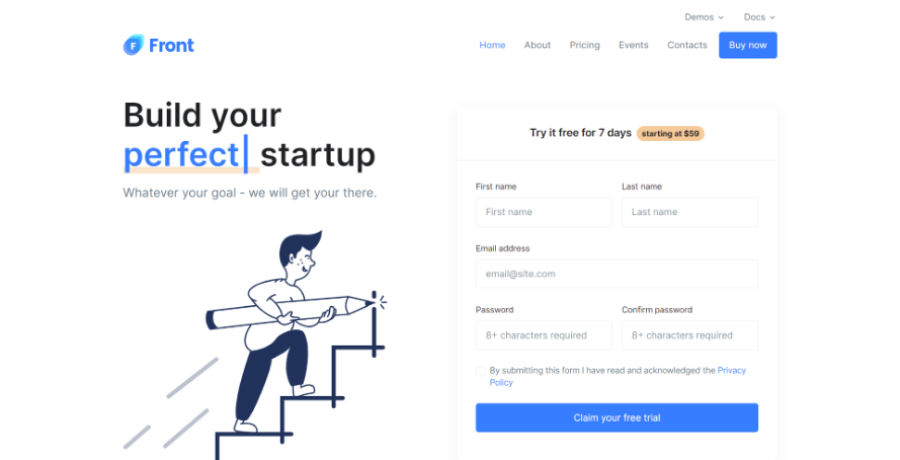 Demos Docs
F Front
Home About Pricing Events Contacts Buy now
Build your
perfect| startup
Whatever your goal - we will get your there.
Try it free for 7 days starting at $59
First name Last name
First name Last name
Email address
email@site.com
Password Confirm password
8+ characters required 8+ characters required
By submitting this form I have read and acknowledged the Privacy
Policy
Claim your free trial